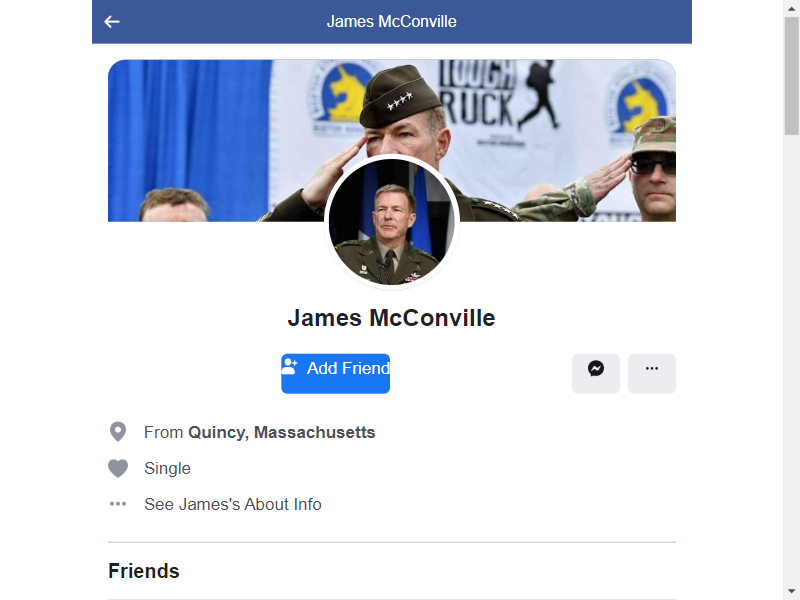 James McConville
TOUGH
RUCK
James McConville
Add Friend
From Quincy, Massachusetts
Single
See James's About Info
Friends